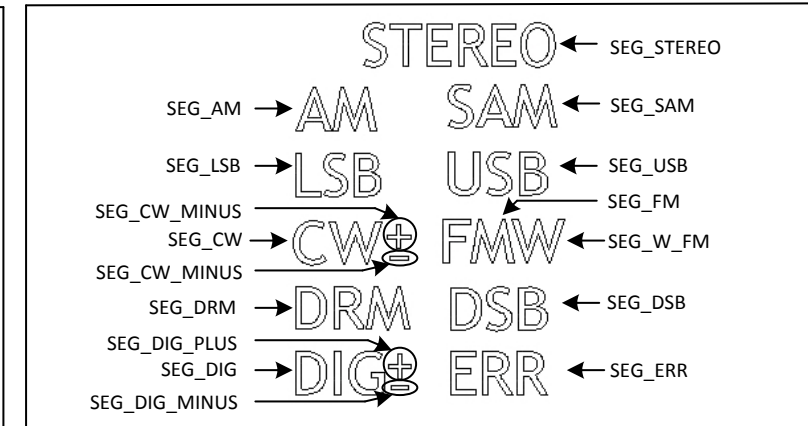 STEREO SEG_STEREO
SEG_AM AM SAM SEG_SAM
SEG_LSB LSB USB SEG_USB
SEG_FM
SEG_CW_MINUS
SEG_CW CW + FMW SEG_W_FM
SEG_CW_MINUS -
SEG_DRM DRM DSB SEG_DSB
SEG_DIG_PLUS
SEG_DIG DIG + ERR SEG_ERR
SEG_DIG_MINUS -